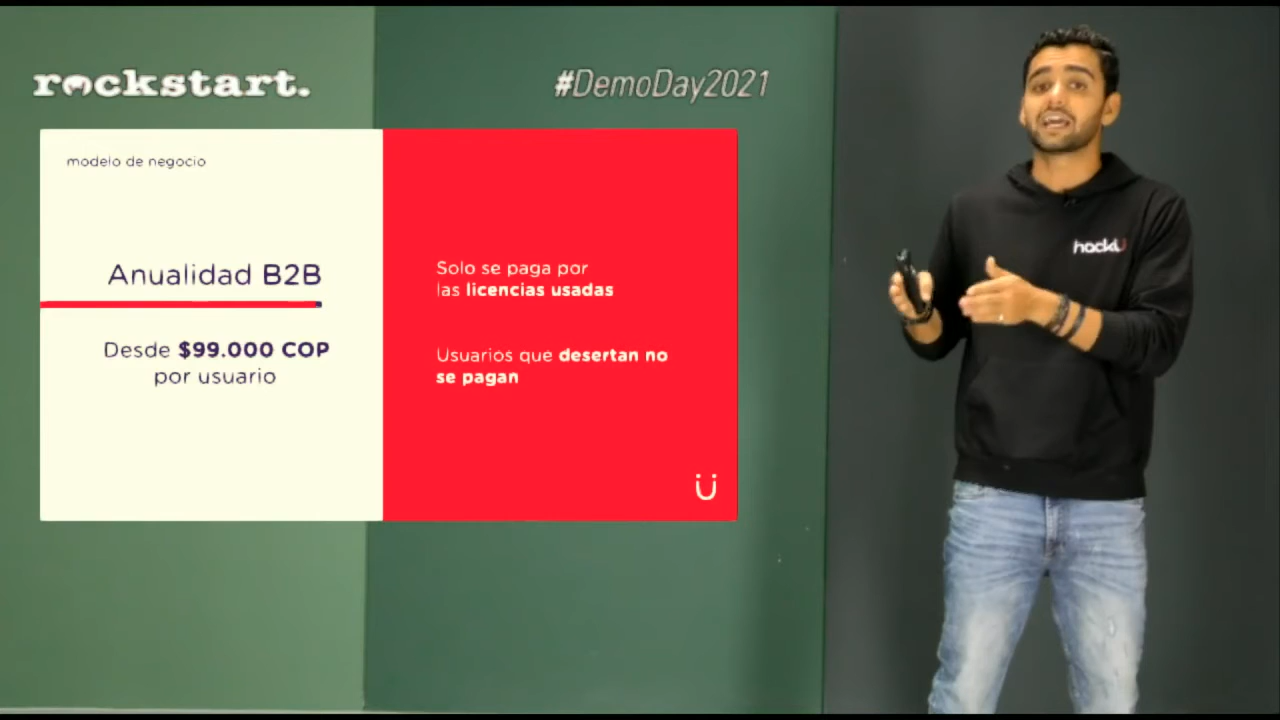 rockstart.
#DemoDay2021
modelo de negocio
Anualidad B2B
Desde $99.000 COP
por usuario
Solo se paga por
las licencias usadas
Usuarios que desertan no
se pagan
Ü
hackÜ